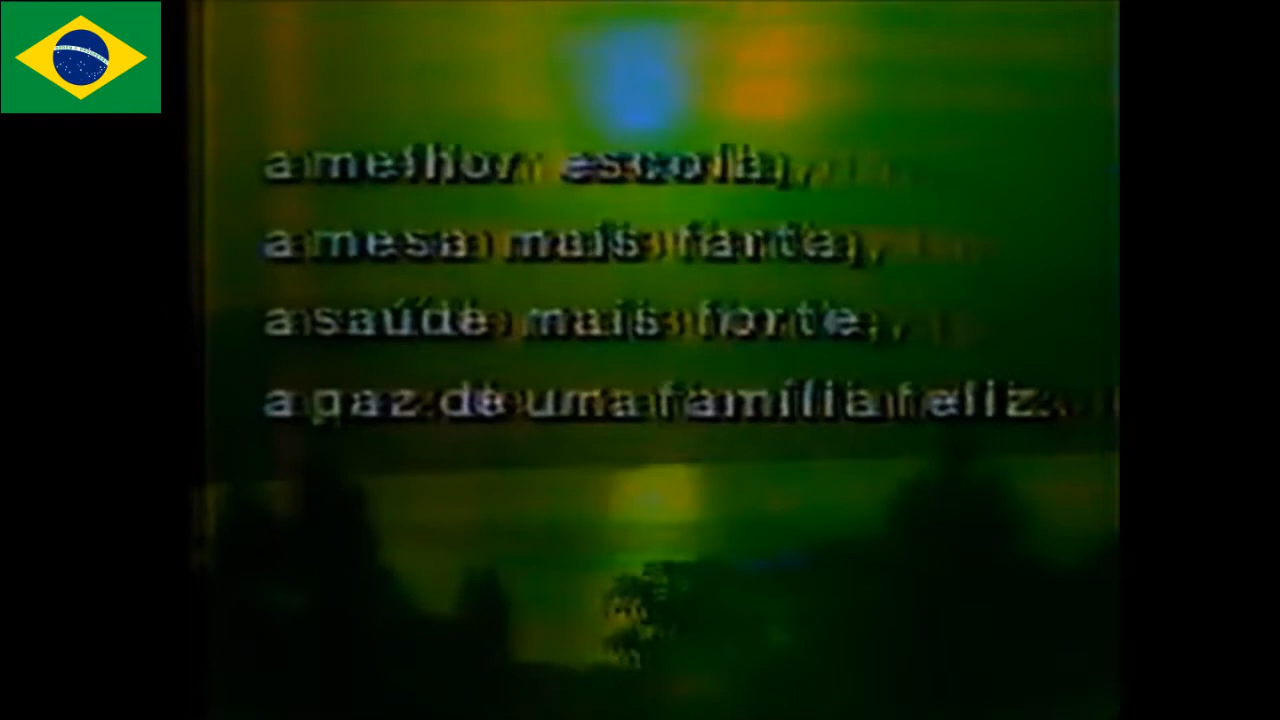 a melhor escola,
a mesa mais farta,
a saúde mais forte,
a paz de uma família feliz.